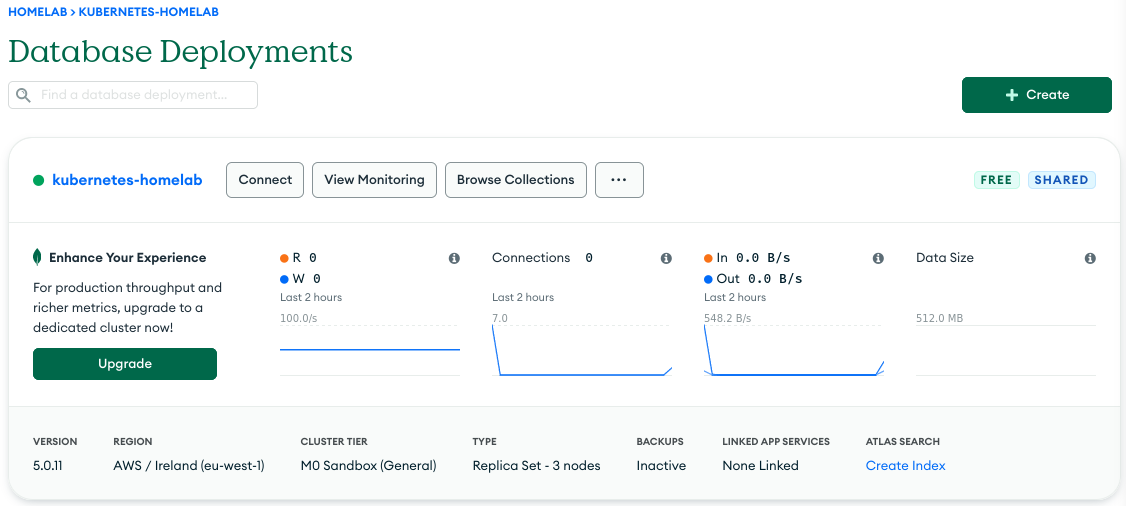 HOMELAB > KUBERNETES-HOMELAB
Database Deployments
Find a database deployment...
+ Create
kubernetes-homelab
Connect
View Monitoring
Browse Collections
...
FREE
SHARED
Enhance Your Experience
For production throughput and
richer metrics, upgrade to a
dedicated cluster now!
Upgrade
R 0
W 0
Last 2 hours
100.0/s
Connections 0
Last 2 hours
7.0
In 0.0 B/s
Out 0.0 B/s
Last 2 hours
548.2 B/s
Data Size
512.0 MB
VERSION
5.0.11
REGION
AWS / Ireland (eu-west-1)
CLUSTER TIER
M0 Sandbox (General)
TYPE
Replica Set - 3 nodes
BACKUPS
Inactive
LINKED APP SERVICES
None Linked
ATLAS SEARCH
Create Index